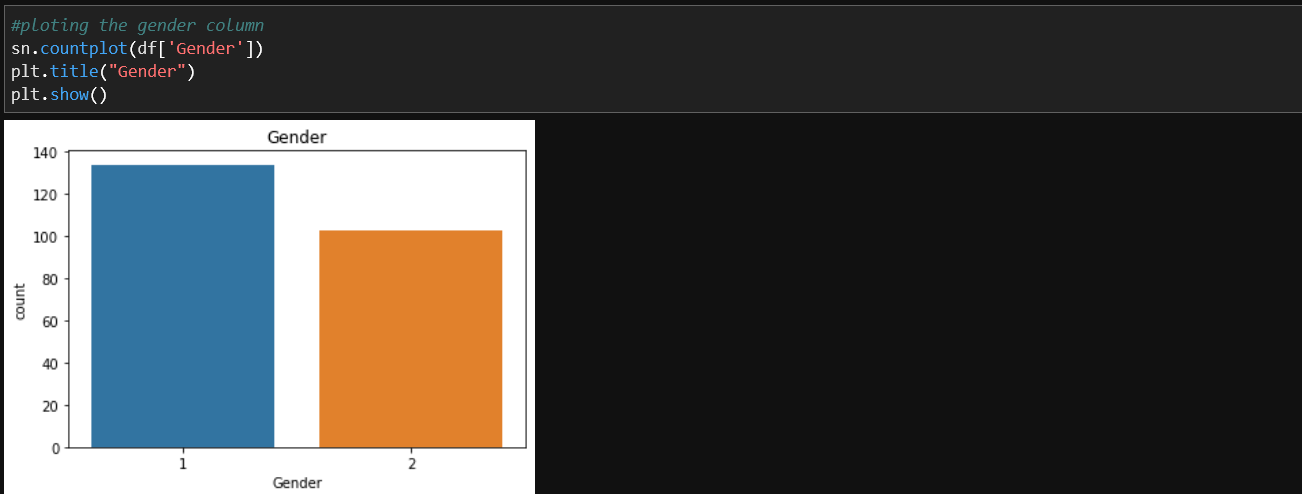 #ploting the gender column
sn.countplot(df['Gender'])
plt.title("Gender")
plt.show()
Gender
140
120
100
80
60
40
20
0
count
1 2
Gender